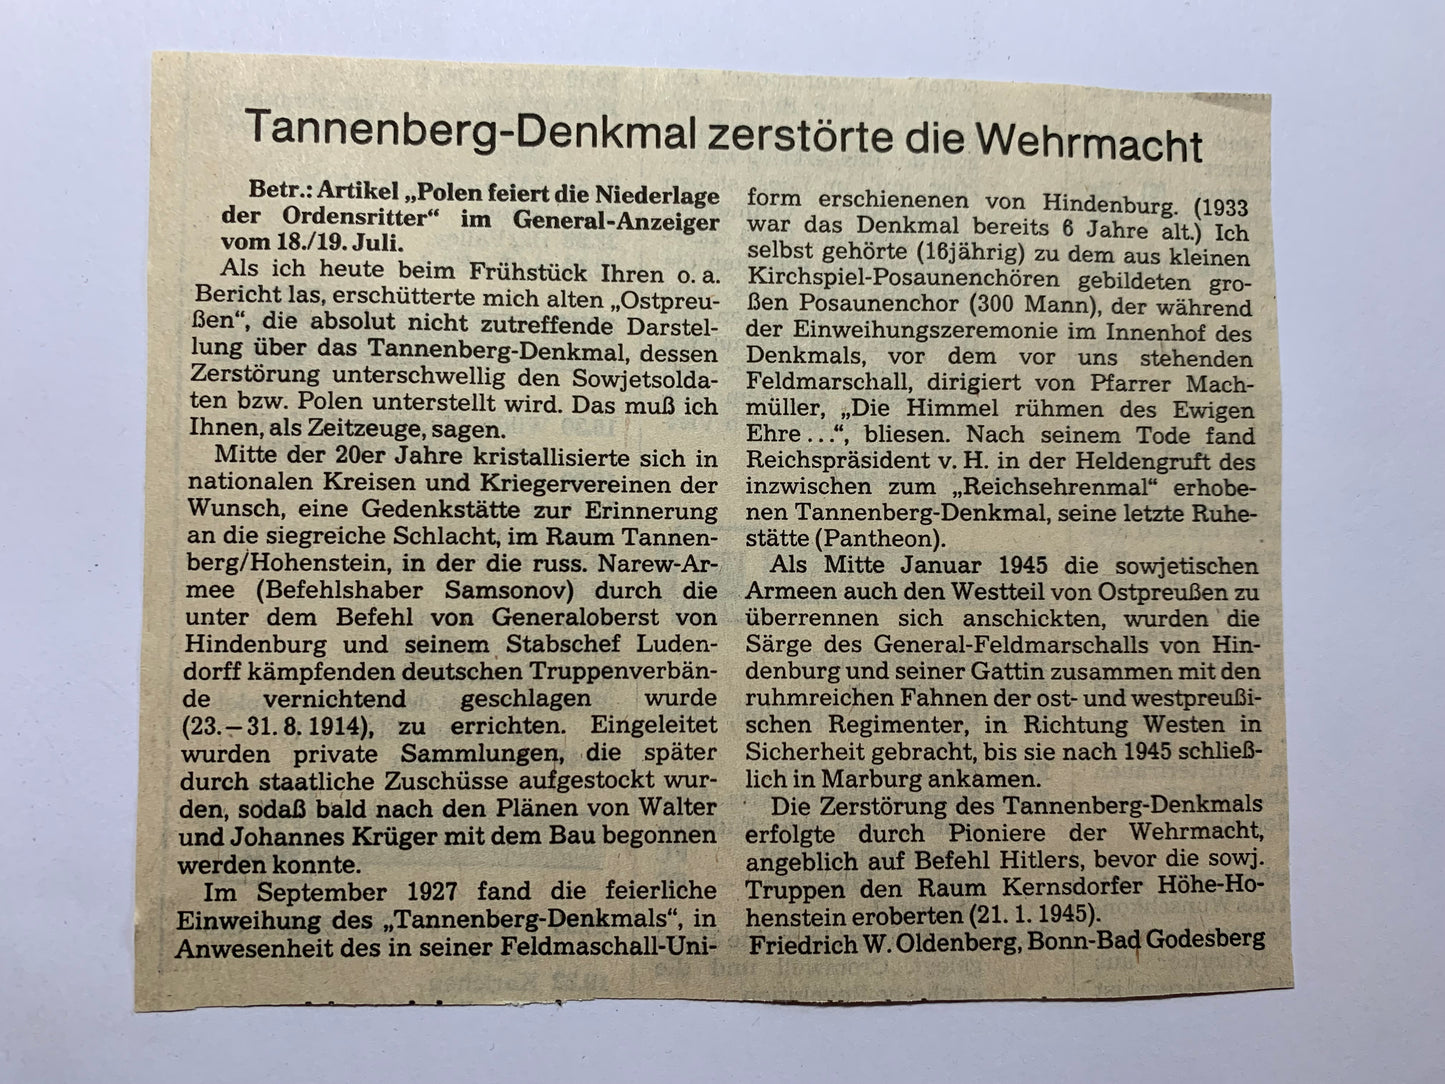 Tannenberg-Denkmal zerstörte die Wehrmacht
Betr.: Artikel „Polen feiert die Niederlage
der Ordensritter“ im General-Anzeiger
vom 18./19. Juli.
Als ich heute beim Frühstück Ihren o. a.
Bericht las, erschütterte mich alten „Ostpreu-
ßen“, die absolut nicht zutreffende Darstel-
lung über das Tannenberg-Denkmal, dessen
Zerstörung unterschwellig den Sowjetsolda-
ten bzw. Polen unterstellt wird. Das muß ich
Ihnen, als Zeitzeuge, sagen.
Mitte der 20er Jahre kristallisierte sich in
nationalen Kreisen und Kriegervereinen der
Wunsch, eine Gedenkstätte zur Erinnerung
an die siegreiche Schlacht, im Raum Tannen-
berg/Hohenstein, in der die russ. Narew-Ar-
mee (Befehlshaber Samsonov) durch die
unter dem Befehl von Generaloberst von
Hindenburg und seinem Stabschef Luden-
dorff kämpfenden deutschen Truppenverbän-
de vernichtend geschlagen wurde
(23.–31. 8. 1914), zu errichten. Eingeleitet
wurden private Sammlungen, die später
durch staatliche Zuschüsse aufgestockt wur-
den, sodaß bald nach den Plänen von Walter
und Johannes Krüger mit dem Bau begonnen
werden konnte.
Im September 1927 fand die feierliche
Einweihung des „Tannenberg-Denkmals“, in
Anwesenheit des in seiner Feldmaschall-Uni-
form erschienenen von Hindenburg. (1933
war das Denkmal bereits 6 Jahre alt.) Ich
selbst gehörte (16jährig) zu dem aus kleinen
Kirchspiel-Posaunenchören gebildeten gro-
ßen Posaunenchor (300 Mann), der während
der Einweihungszeremonie im Innenhof des
Denkmals, vor dem vor uns stehenden
Feldmarschall, dirigiert von Pfarrer Mach-
müller, „Die Himmel rühmen des Ewigen
Ehre . . .“, bliesen. Nach seinem Tode fand
Reichspräsident v. H. in der Heldengruft des
inzwischen zum „Reichsehrenmal“ erhobe-
nen Tannenberg-Denkmal, seine letzte Ruhe-
stätte (Pantheon).
Als Mitte Januar 1945 die sowjetischen
Armeen auch den Westteil von Ostpreußen zu
überrennen sich anschickten, wurden die
Särge des General-Feldmarschalls von Hin-
denburg und seiner Gattin zusammen mit den
ruhmreichen Fahnen der ost- und westpreußi-
schen Regimenter, in Richtung Westen in
Sicherheit gebracht, bis sie nach 1945 schließ-
lich in Marburg ankamen.
Die Zerstörung des Tannenberg-Denkmals
erfolgte durch Pioniere der Wehrmacht,
angeblich auf Befehl Hitlers, bevor die sowj.
Truppen den Raum Kernsdorfer Höhe-Ho-
henstein eroberten (21. 1. 1945).
Friedrich W. Oldenberg, Bonn-Bad Godesberg